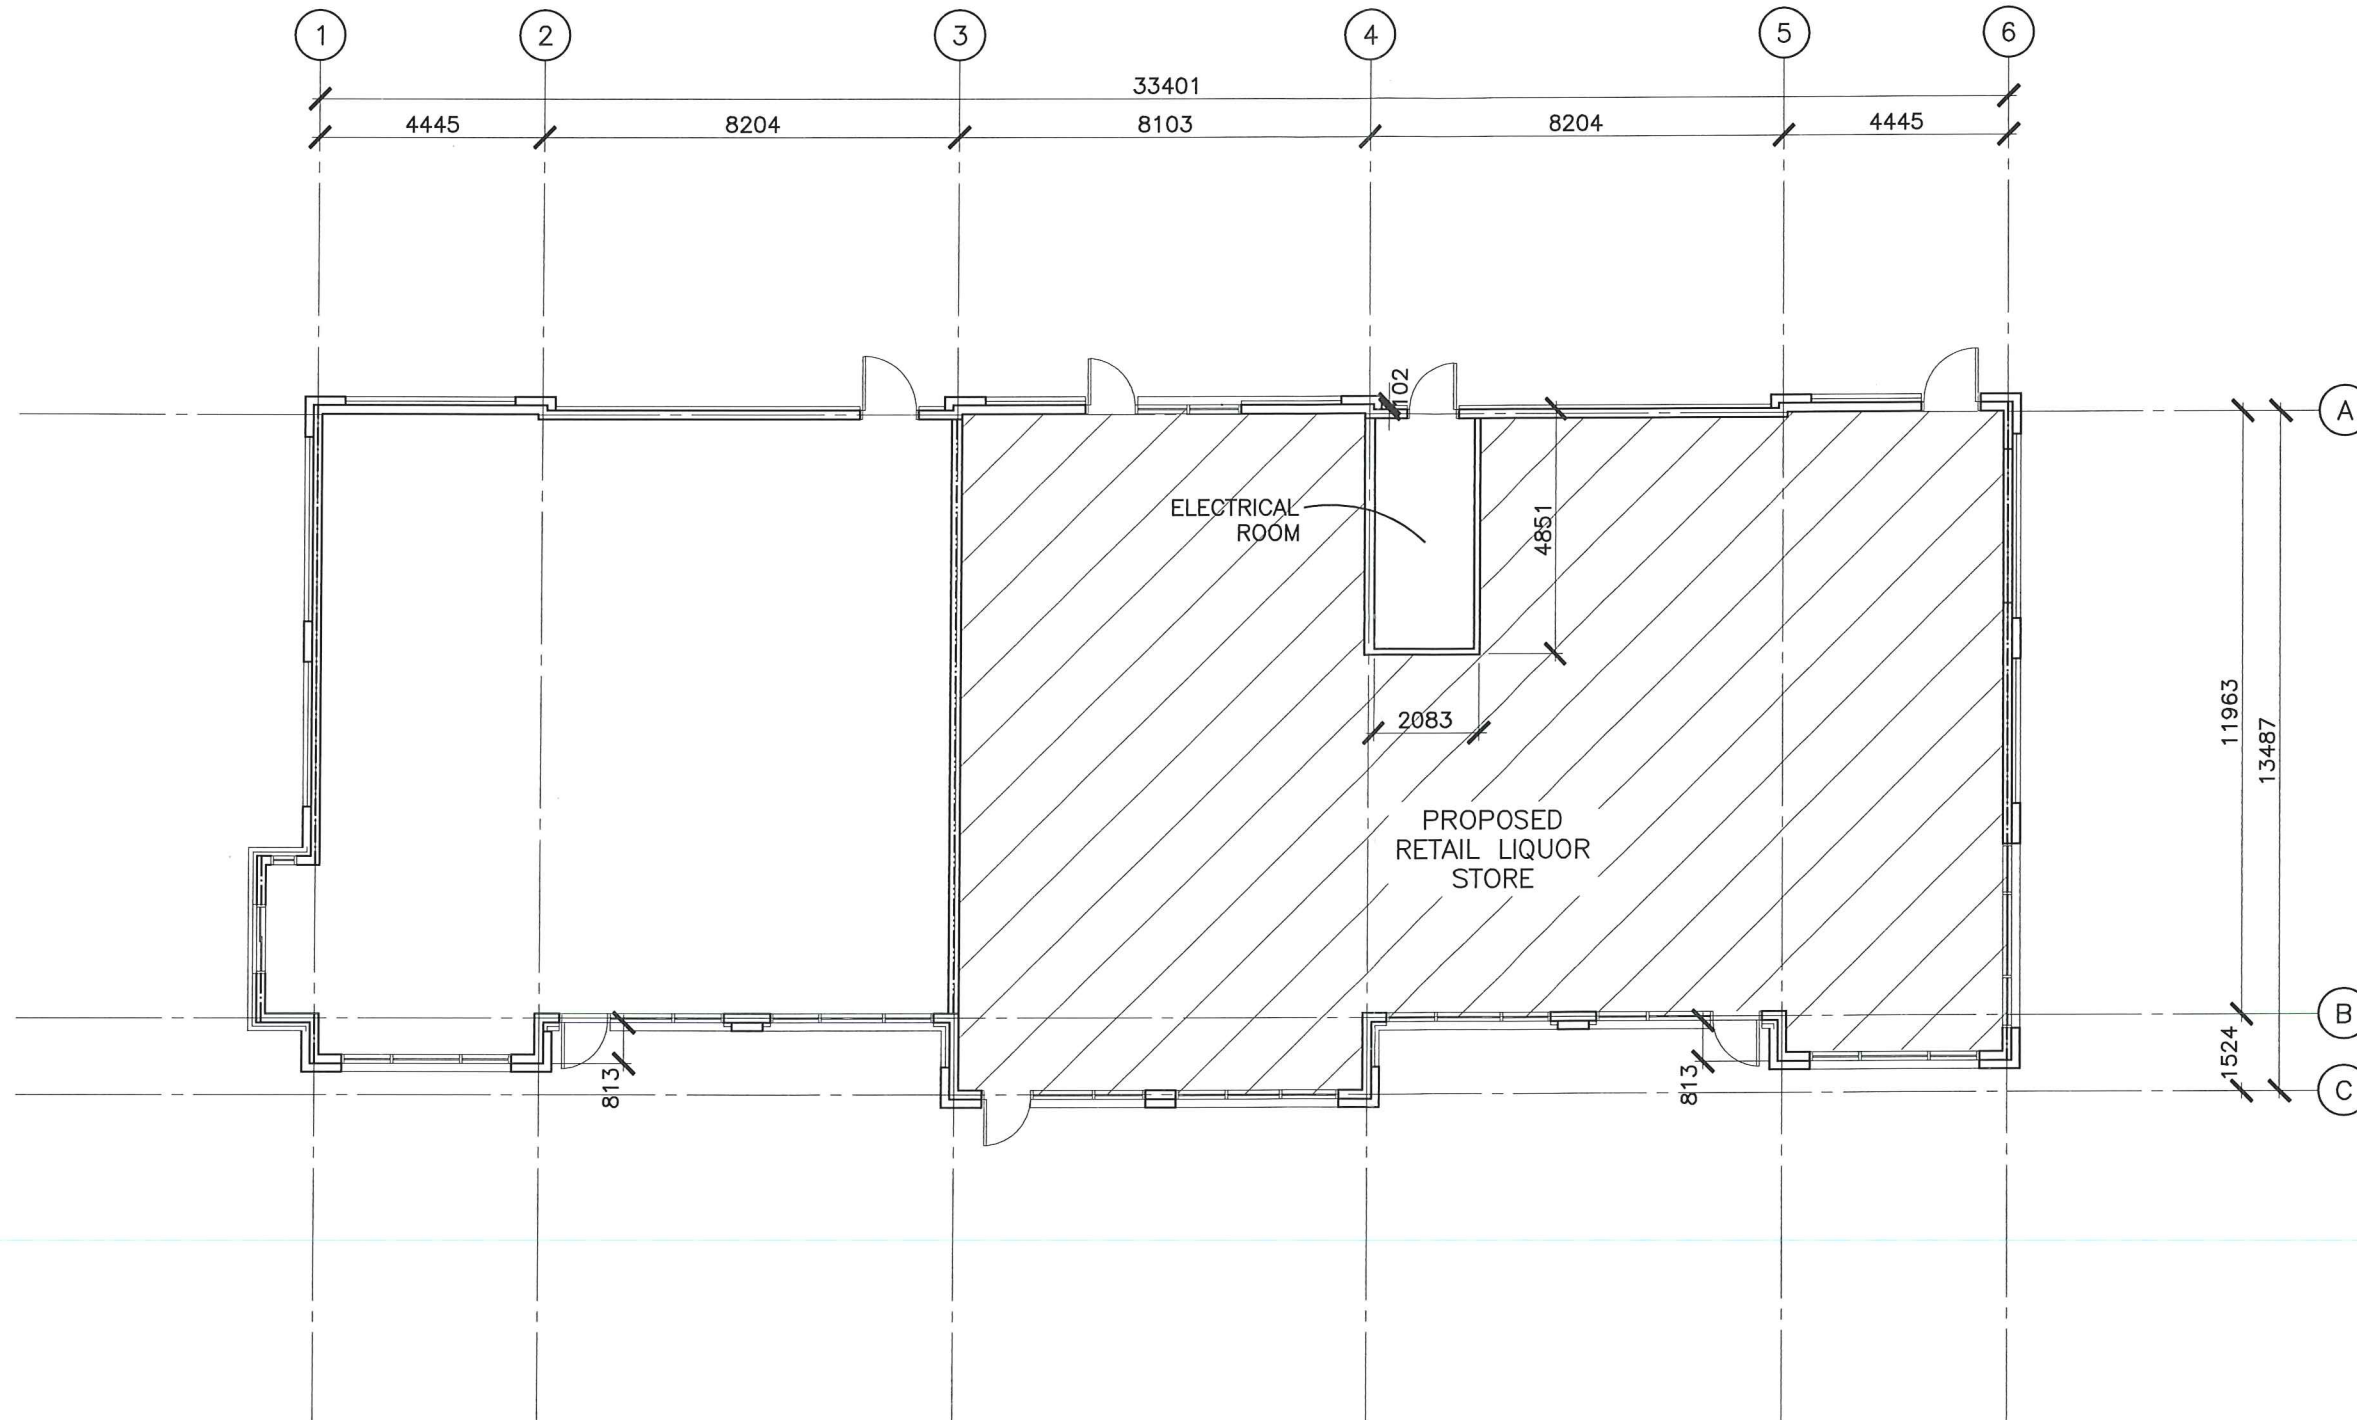 1 2 3 4 5 6
33401
4445 8204 8103 8204 4445
102
A
ELECTRICAL
ROOM
4851
2083
11963
13487
PROPOSED
RETAIL LIQUOR
STORE
B
813
813
1524
C